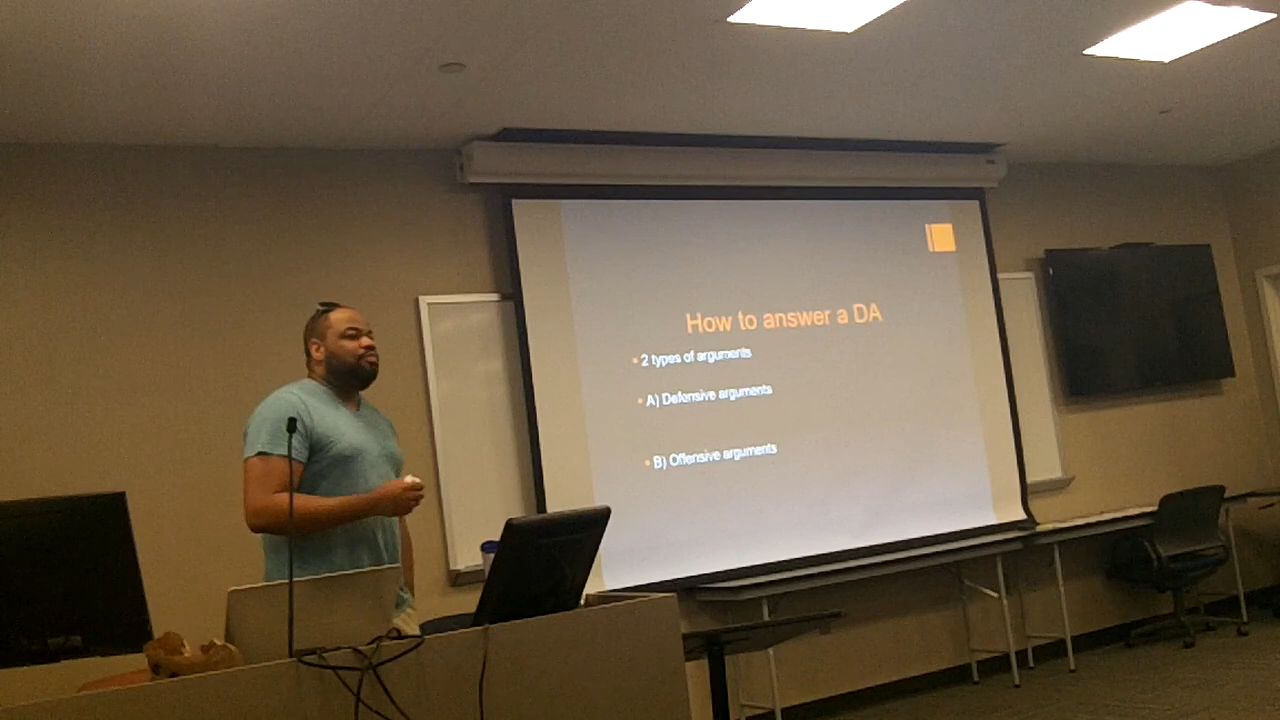 How to answer a DA
2 types of arguments
A) Defensive arguments
B) Offensive arguments